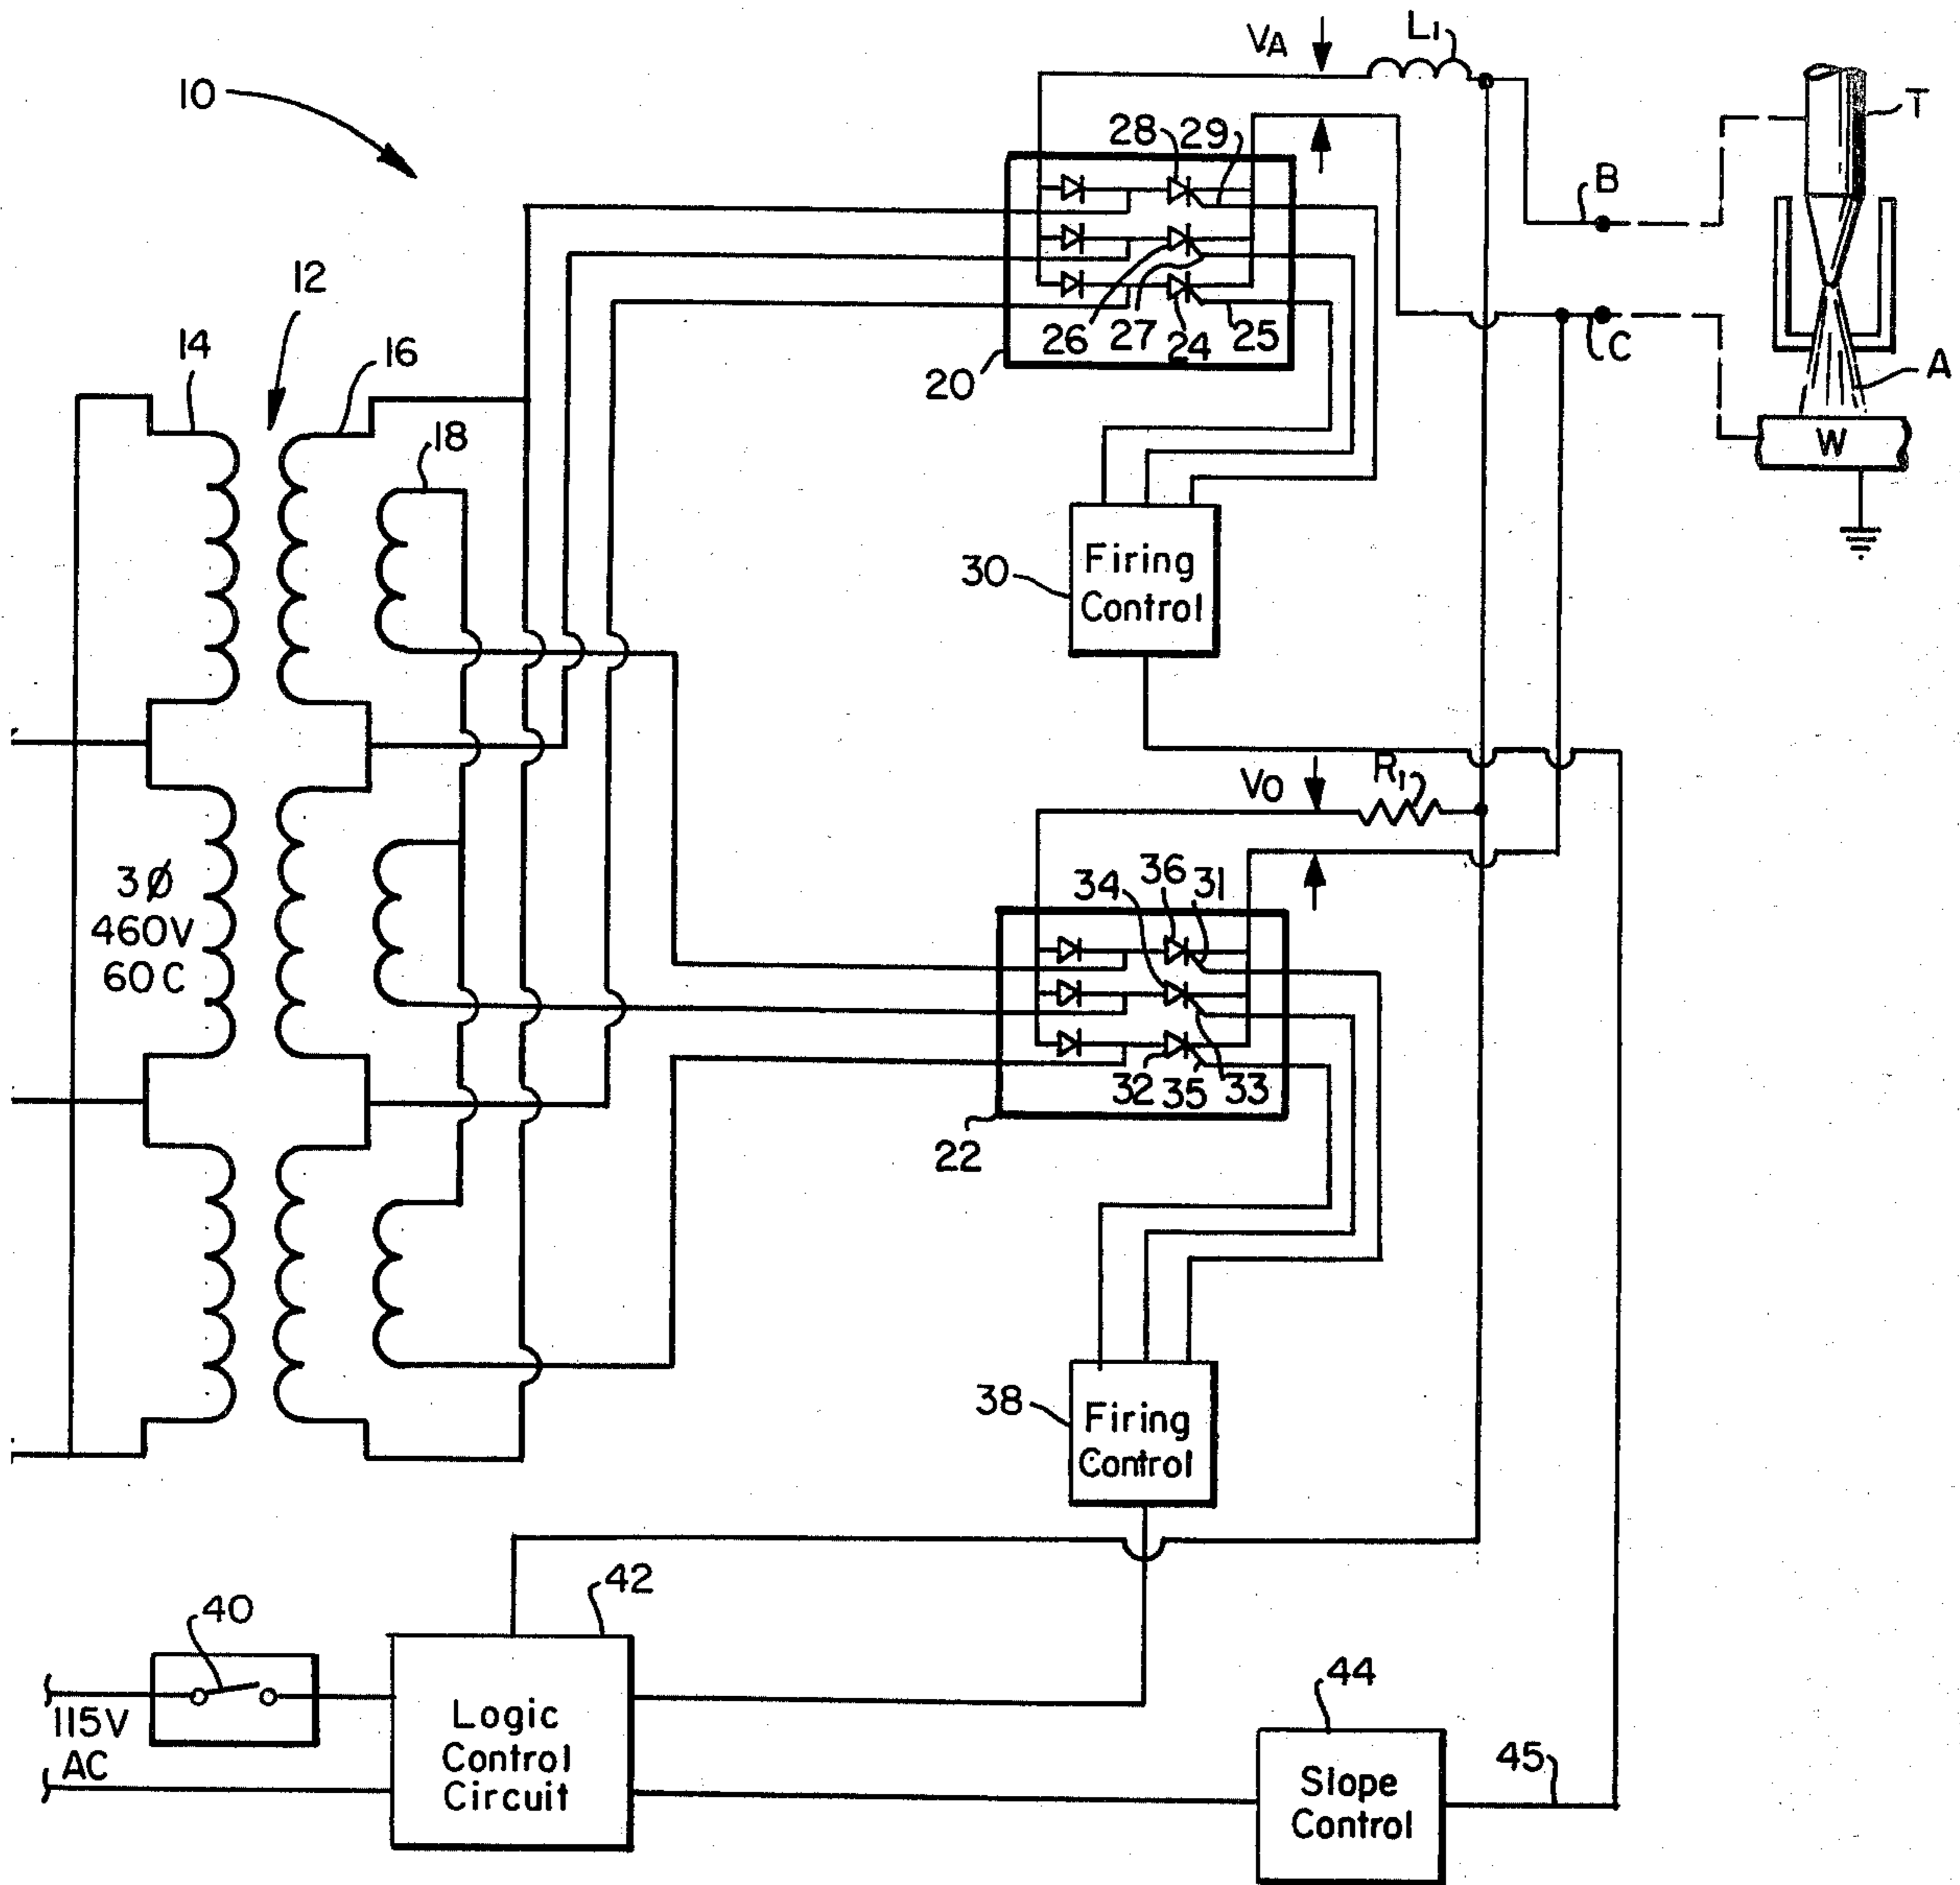 10
VA
L1
T
28
29
B
12
26
27
24
25
C
14
16
20
A
18
W
30
Firing
Control
VO
R1
3Ø
460V
60C
34
36
31
32
35
33
22
38
Firing
Control
40
42
115V
AC
Logic
Control
Circuit
44
Slope
Control
45